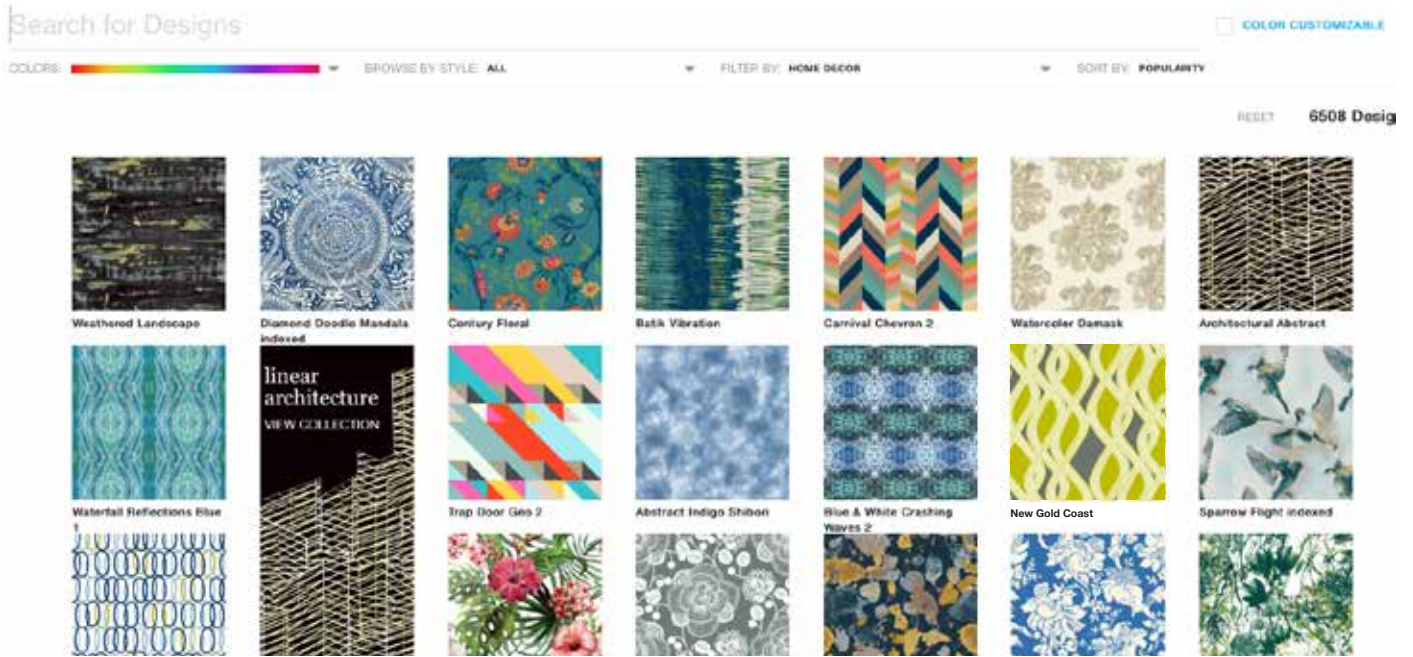 Search for Designs
COLOR CUSTOMIZABLE
COLORS:
BROWSE BY STYLE: ALL
FILTER BY: HOME DECOR
SORT BY: POPULARITY
RESET
6508 Desig
Weathered Landscape
Diamond Doodle Mandala
indexed
Century Floral
Batik Vibration
Carnival Chevron 2
Watercolor Damask
Architectural Abstract
linear
architecture
VIEW COLLECTION
Waterfall Reflections Blue
1
Trap Door Geo 2
Abstract Indigo Shibori
Blue & White Crashing
Waves 2
New Gold Coast
Sparrow Flight indexed